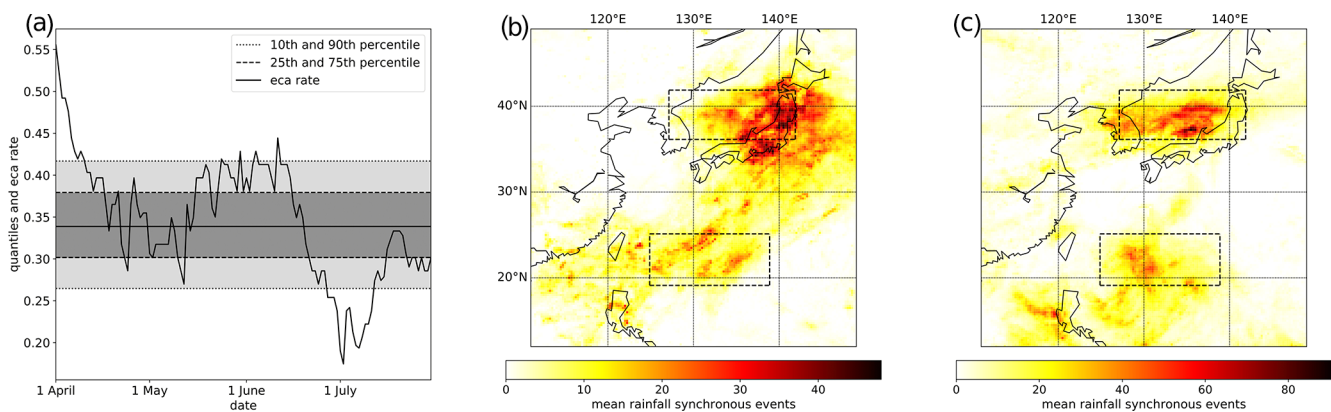 (a)
10th and 90th percentile
25th and 75th percentile
eca rate
0.55
0.50
0.45
0.40
0.35
0.30
0.25
0.20
quantiles and eca rate
1 April
1 May
1 June
1 July
date
(b)
120°E
130°E
140°E
40°N
30°N
20°N
0
10
20
30
40
mean rainfall synchronous events
(c)
120°E
130°E
140°E
0
20
40
60
80
mean rainfall synchronous events